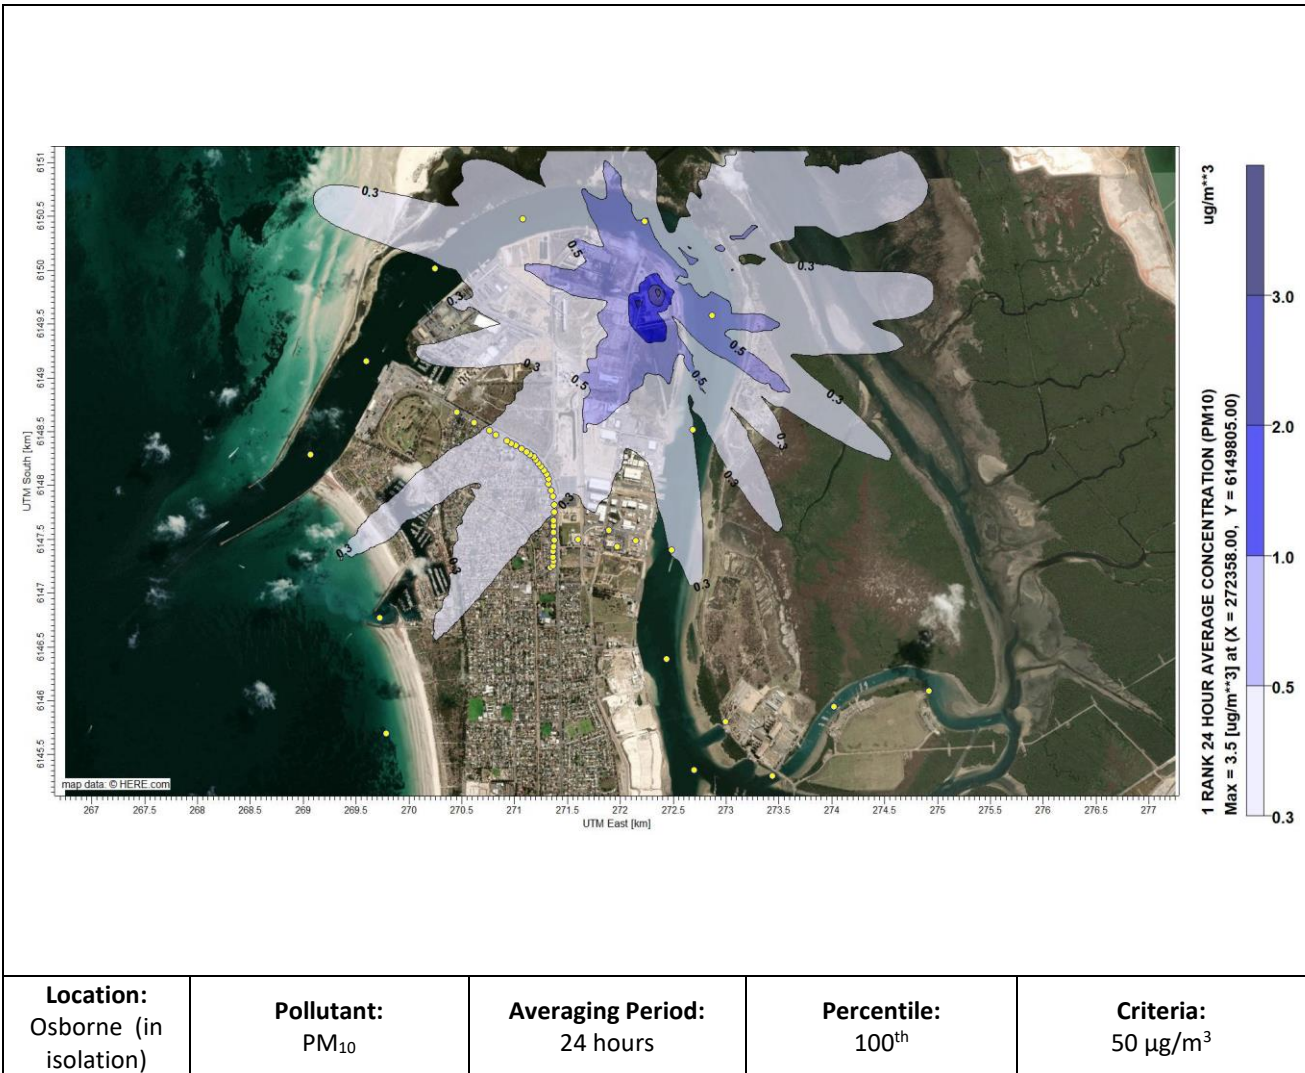 6151
6150.5
6150
6149.5
6149
6148.5
6148
6147.5
6147
6146.5
6146
6145.5
UTM South [km]
0.3
0.5
0.3
0.3
0.3
0.5
0.5
0.5
0.3
0.3
0.3
0.3
0.3
0.3
0.3
map data: © HERE.com
267 267.5 268 268.5 269 269.5 270 270.5 271 271.5 272 272.5 273 273.5 274 274.5 275 275.5 276 276.5 277
UTM East [km]
1 RANK 24 HOUR AVERAGE CONCENTRATION (PM10) ug/m**3
Max = 3.5 [ug/m**3] at (X = 272358.00, Y = 6149805.00)
3.0
2.0
1.0
0.5
0.3
Location:
Osborne (in
isolation)
Pollutant:
PM₁₀
Averaging Period:
24 hours
Percentile:
100ᵗʰ
Criteria:
50 µg/m³